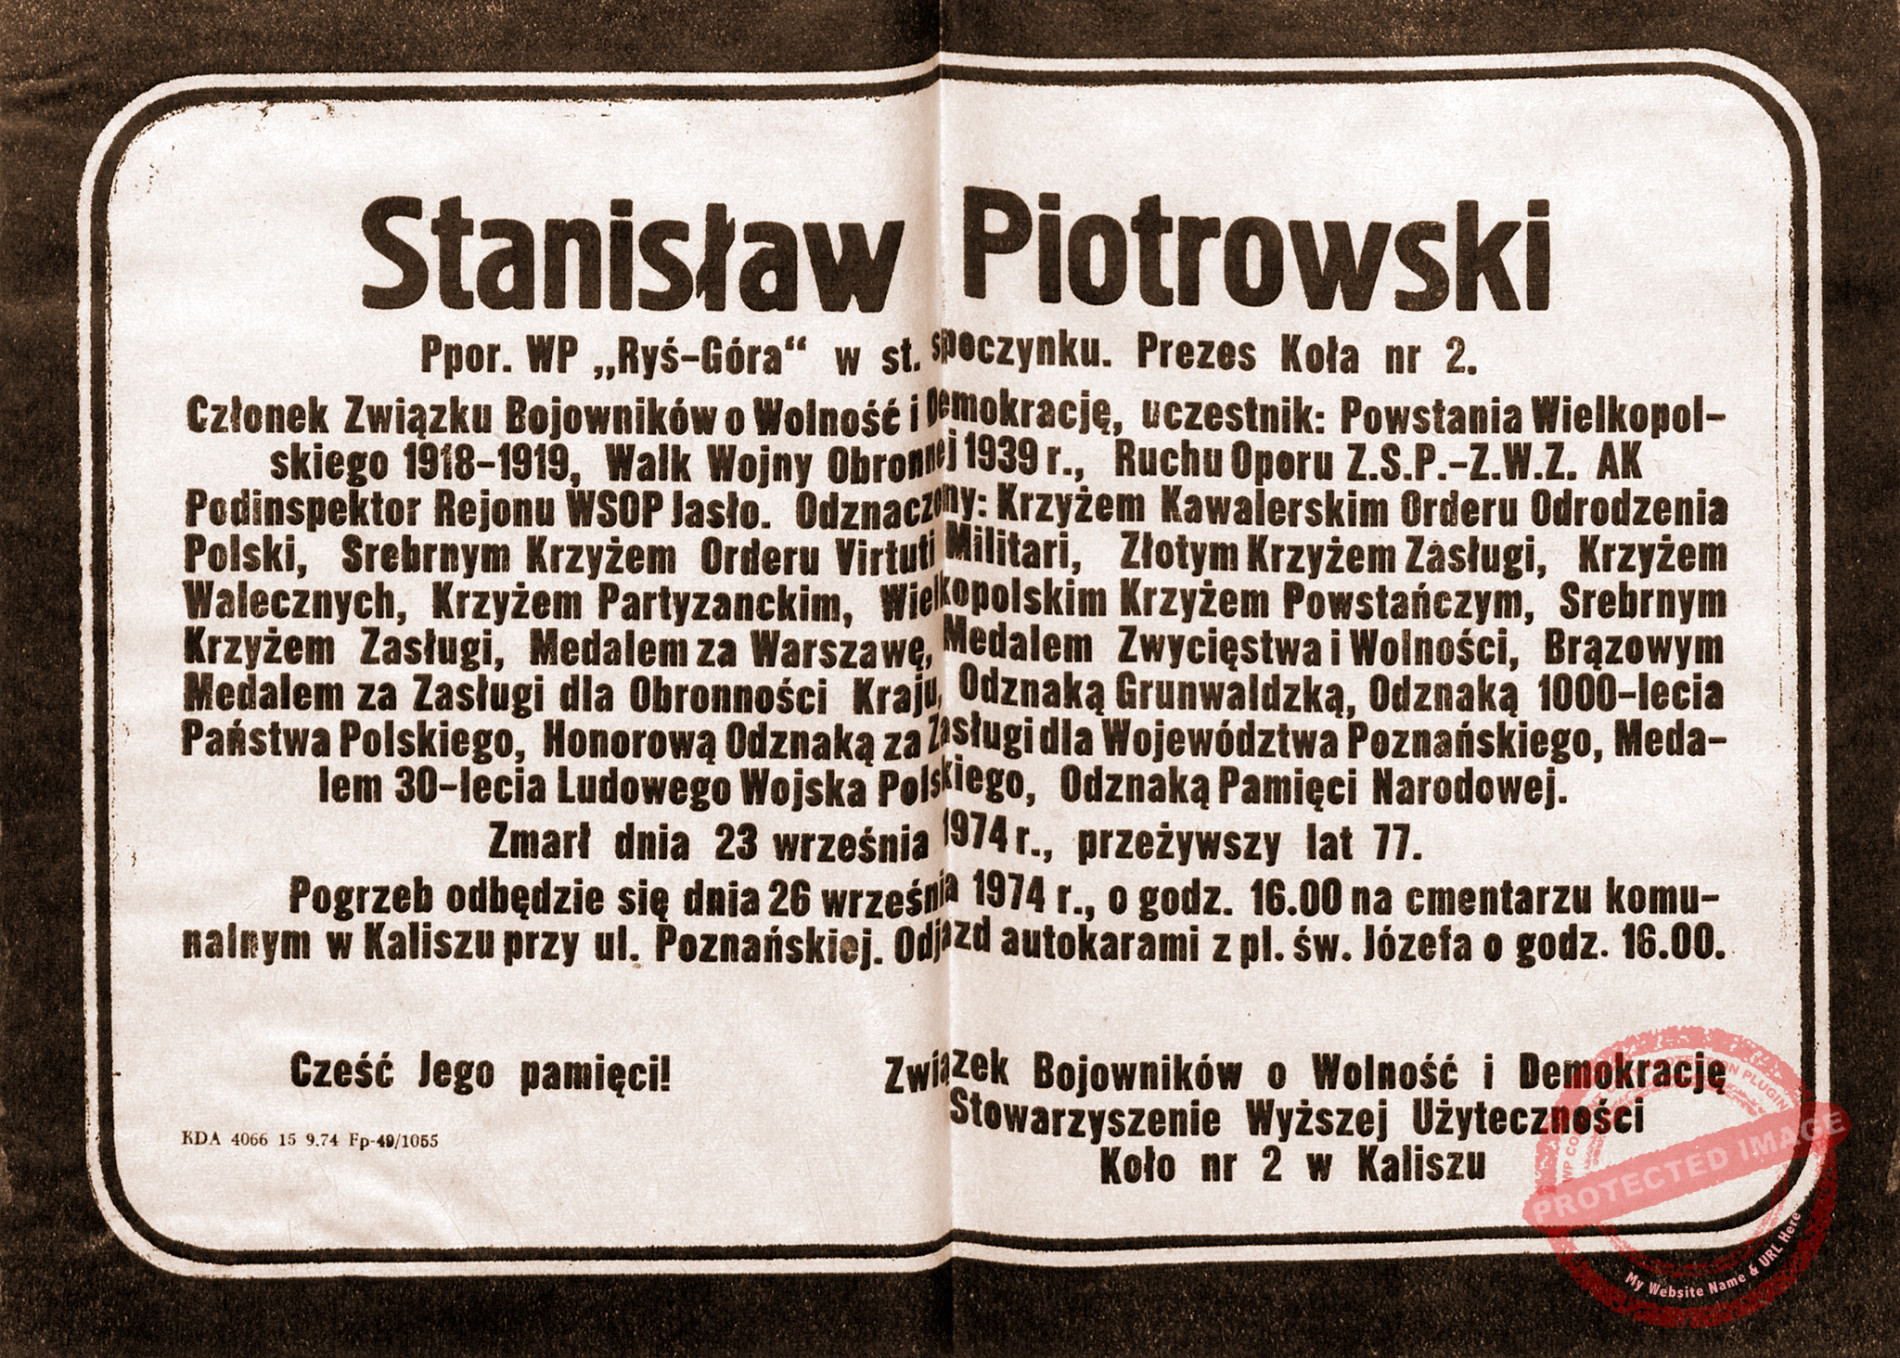 Stanisław Piotrowski
Ppor. WP „Ryś-Góra“ w st. spoczynku. Prezes Koła nr 2.
Członek Związku Bojowników o Wolność i Demokrację, uczestnik: Powstania Wielkopol-
skiego 1918-1919, Walk Wojny Obronnej 1939 r., Ruchu Oporu Z.S.P.-Z.W.Z. AK
Podinspektor Rejonu WSOP Jasło. Odznaczony: Krzyżem Kawalerskim Orderu Odrodzenia
Polski, Srebrnym Krzyżem Orderu Virtuti Militari, Złotym Krzyżem Zasługi, Krzyżem
Walecznych, Krzyżem Partyzanckim, Wielkopolskim Krzyżem Powstańczym, Srebrnym
Krzyżem Zasługi, Medalem za Warszawę, Medalem Zwycięstwa i Wolności, Brązowym
Medalem za Zasługi dla Obronności Kraju, Odznaką Grunwaldzką, Odznaką 1000-lecia
Państwa Polskiego, Honorową Odznaką za Zasługi dla Województwa Poznańskiego, Meda-
lem 30-lecia Ludowego Wojska Polskiego, Odznaką Pamięci Narodowej.
Zmarł dnia 23 września 1974 r., przeżywszy lat 77.
Pogrzeb odbędzie się dnia 26 września 1974 r., o godz. 16.00 na cmentarzu komu-
nalnym w Kaliszu przy ul. Poznańskiej. Odjazd autokarami z pl. św. Józefa o godz. 16.00.
Cześć Jego pamięci!
Związek Bojowników o Wolność i Demokrację
Stowarzyszenie Wyższej Użyteczności
Koło nr 2 w Kaliszu
KDA 4066 15 9.74 Fp-49/1055
PROTECTED IMAGE
My Website Name & URL Here